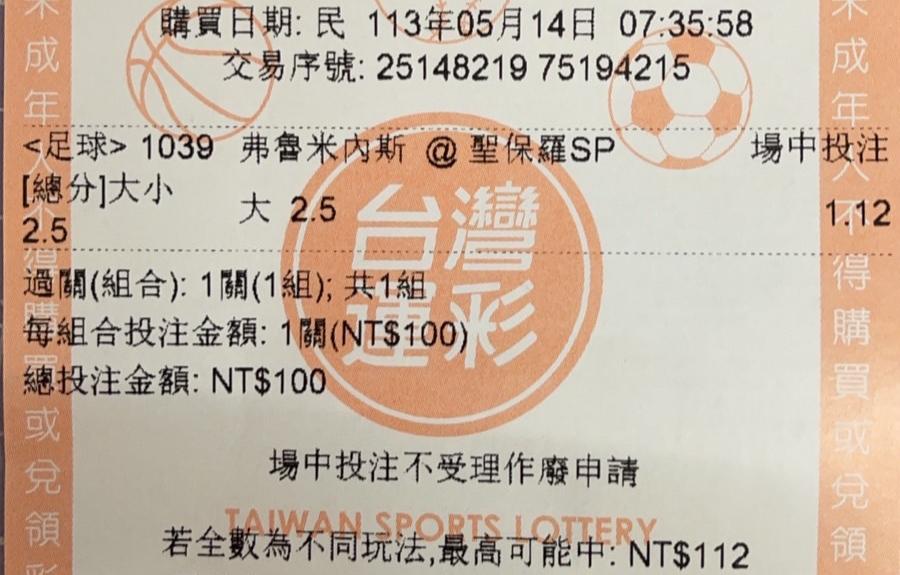 購買日期: 民 113年05月14日 07:35:58
交易序號: 25148219 75194215
<足球> 1039 弗魯米內斯 @ 聖保羅SP 場中投注
[總分]大小
2.5
大 2.5 1.12
台灣
運彩
過關(組合): 1關(1組); 共1組
每組合投注金額: 1關(NT$100)
總投注金額: NT$100
場中投注不受理作廢申請
TAIWAN SPORTS LOTTERY
若全數為不同玩法,最高可能中: NT$112
未成年人不得購買或兌領彩
未成年人不得購買或兌領